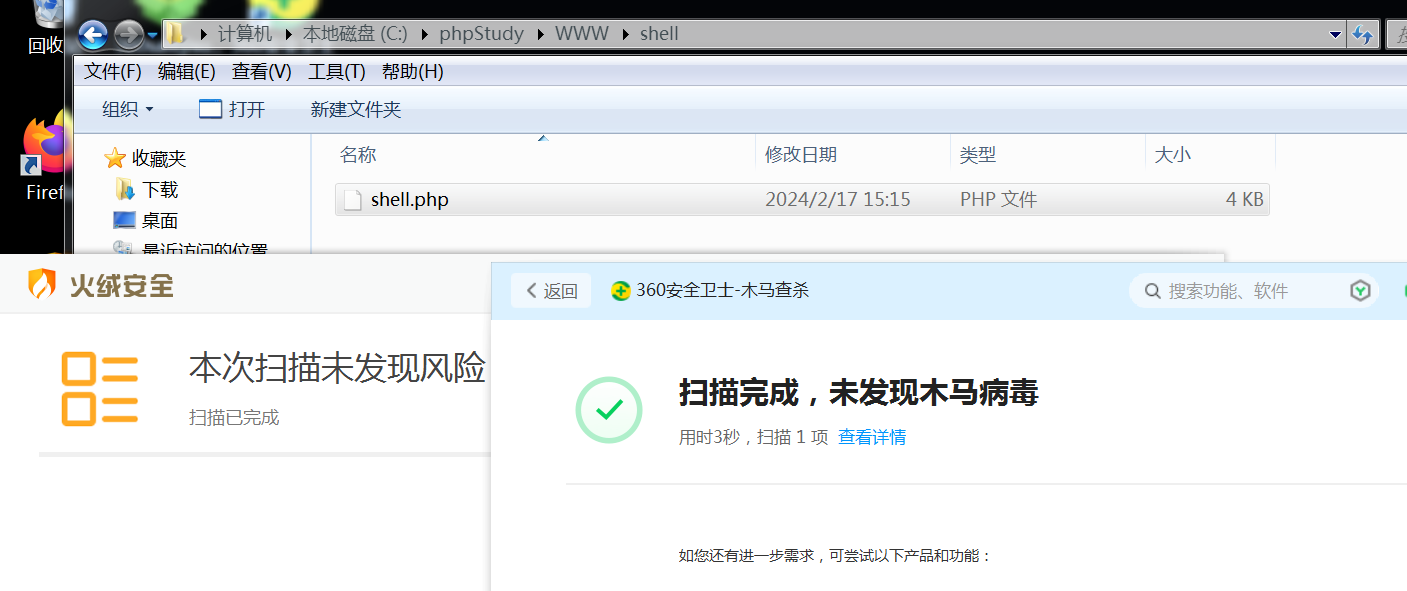 回收
计算机 本地磁盘 (C:) phpStudy WWW shell
文件(F) 编辑(E) 查看(V) 工具(T) 帮助(H)
组织 打开 新建文件夹
名称 修改日期 类型 大小
收藏夹
shell.php 2024/2/17 15:15 PHP 文件 4 KB
下载
桌面
最近访问的位置
Firef
火绒安全
本次扫描未发现风险
扫描已完成
返回 360安全卫士-木马查杀 搜索功能、软件
扫描完成，未发现木马病毒
用时3秒，扫描 1 项 查看详情
如您还有进一步需求，可尝试以下产品和功能：